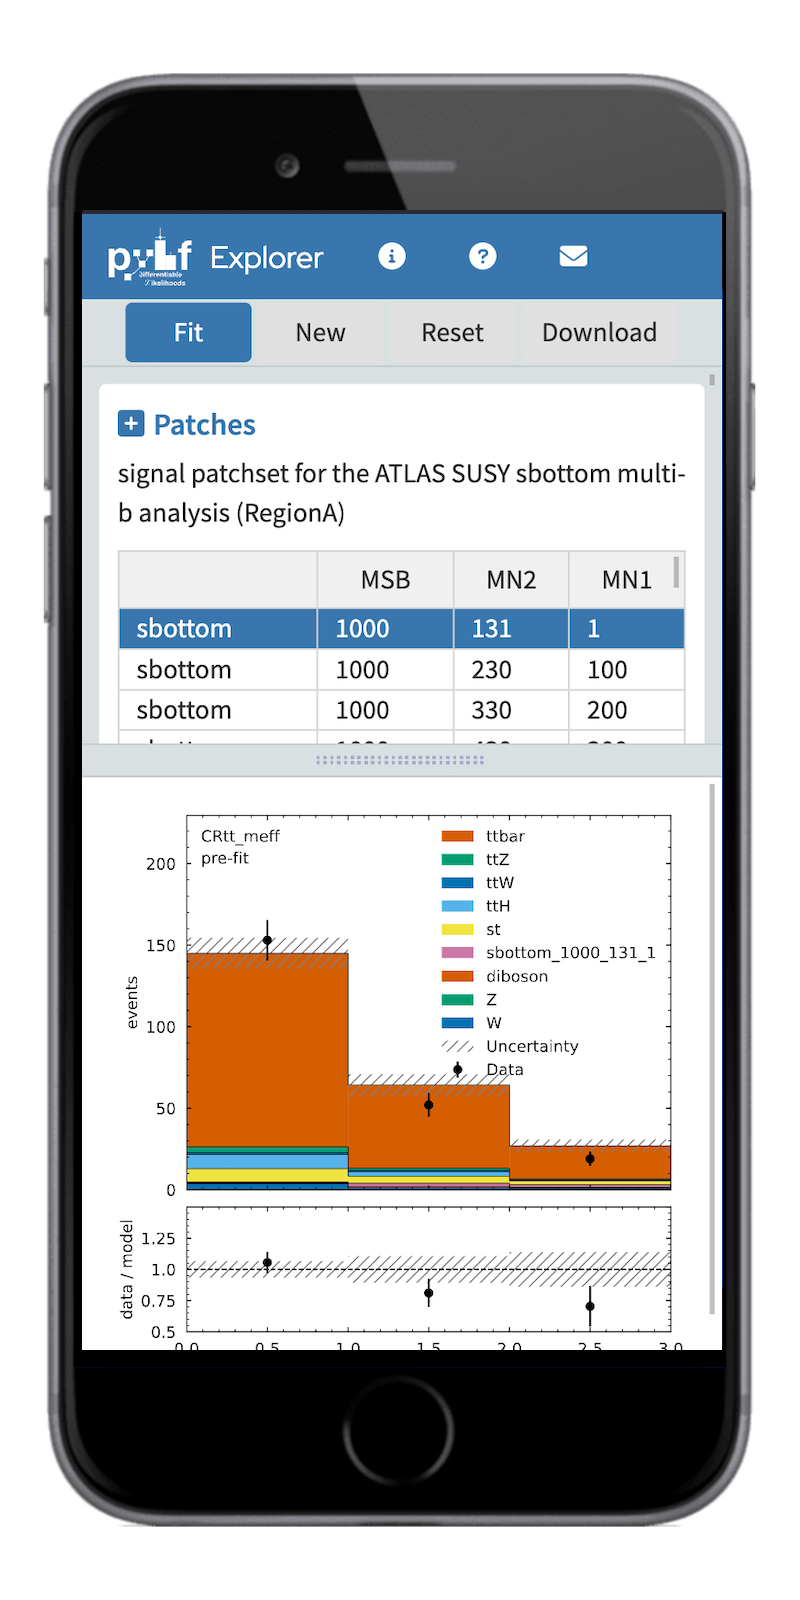 pyhf Explorer
differentiable
likelihoods
Fit New Reset Download
Patches
signal patchset for the ATLAS SUSY sbottom multi-
b analysis (RegionA)
MSB MN2 MN1
sbottom 1000 131 1
sbottom 1000 230 100
sbottom 1000 330 200
CRtt_meff
pre-fit
ttbar
ttZ
ttW
ttH
st
sbottom_1000_131_1
diboson
Z
W
Uncertainty
Data
events
200
150
100
50
0
data / model
1.25
1.0
0.75
0.5
0.0 0.5 1.0 1.5 2.0 2.5 3.0